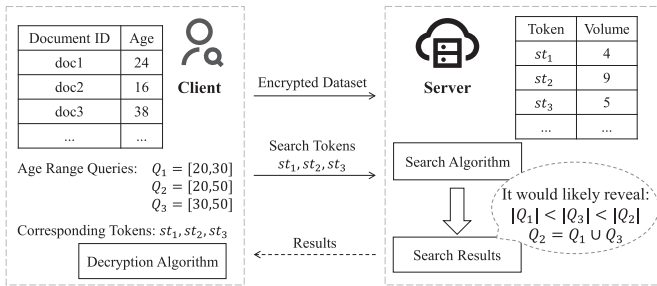 Document ID Age
doc1 24
doc2 16
doc3 38
... ...
Client
Age Range Queries: Q₁ = [20,30]
Q₂ = [20,50]
Q₃ = [30,50]
Corresponding Tokens: st₁, st₂, st₃
Decryption Algorithm
Encrypted Dataset
Search Tokens
st₁, st₂, st₃
Results
Server
Token Volume
st₁ 4
st₂ 9
st₃ 5
... ...
Search Algorithm
Search Results
It would likely reveal:
|Q₁| < |Q₃| < |Q₂|
Q₂ = Q₁ ∪ Q₃